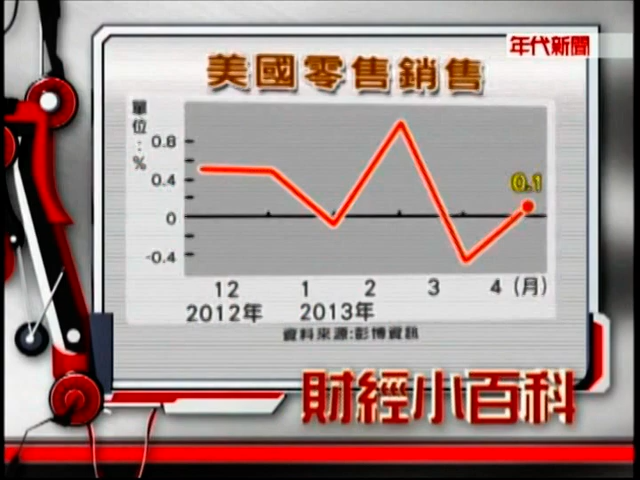 年代新聞
美國零售銷售
單位:%
0.8
0.4
0
-0.4
0.1
12 1 2 3 4 (月)
2012年 2013年
資料來源:彭博資訊
財經小百科